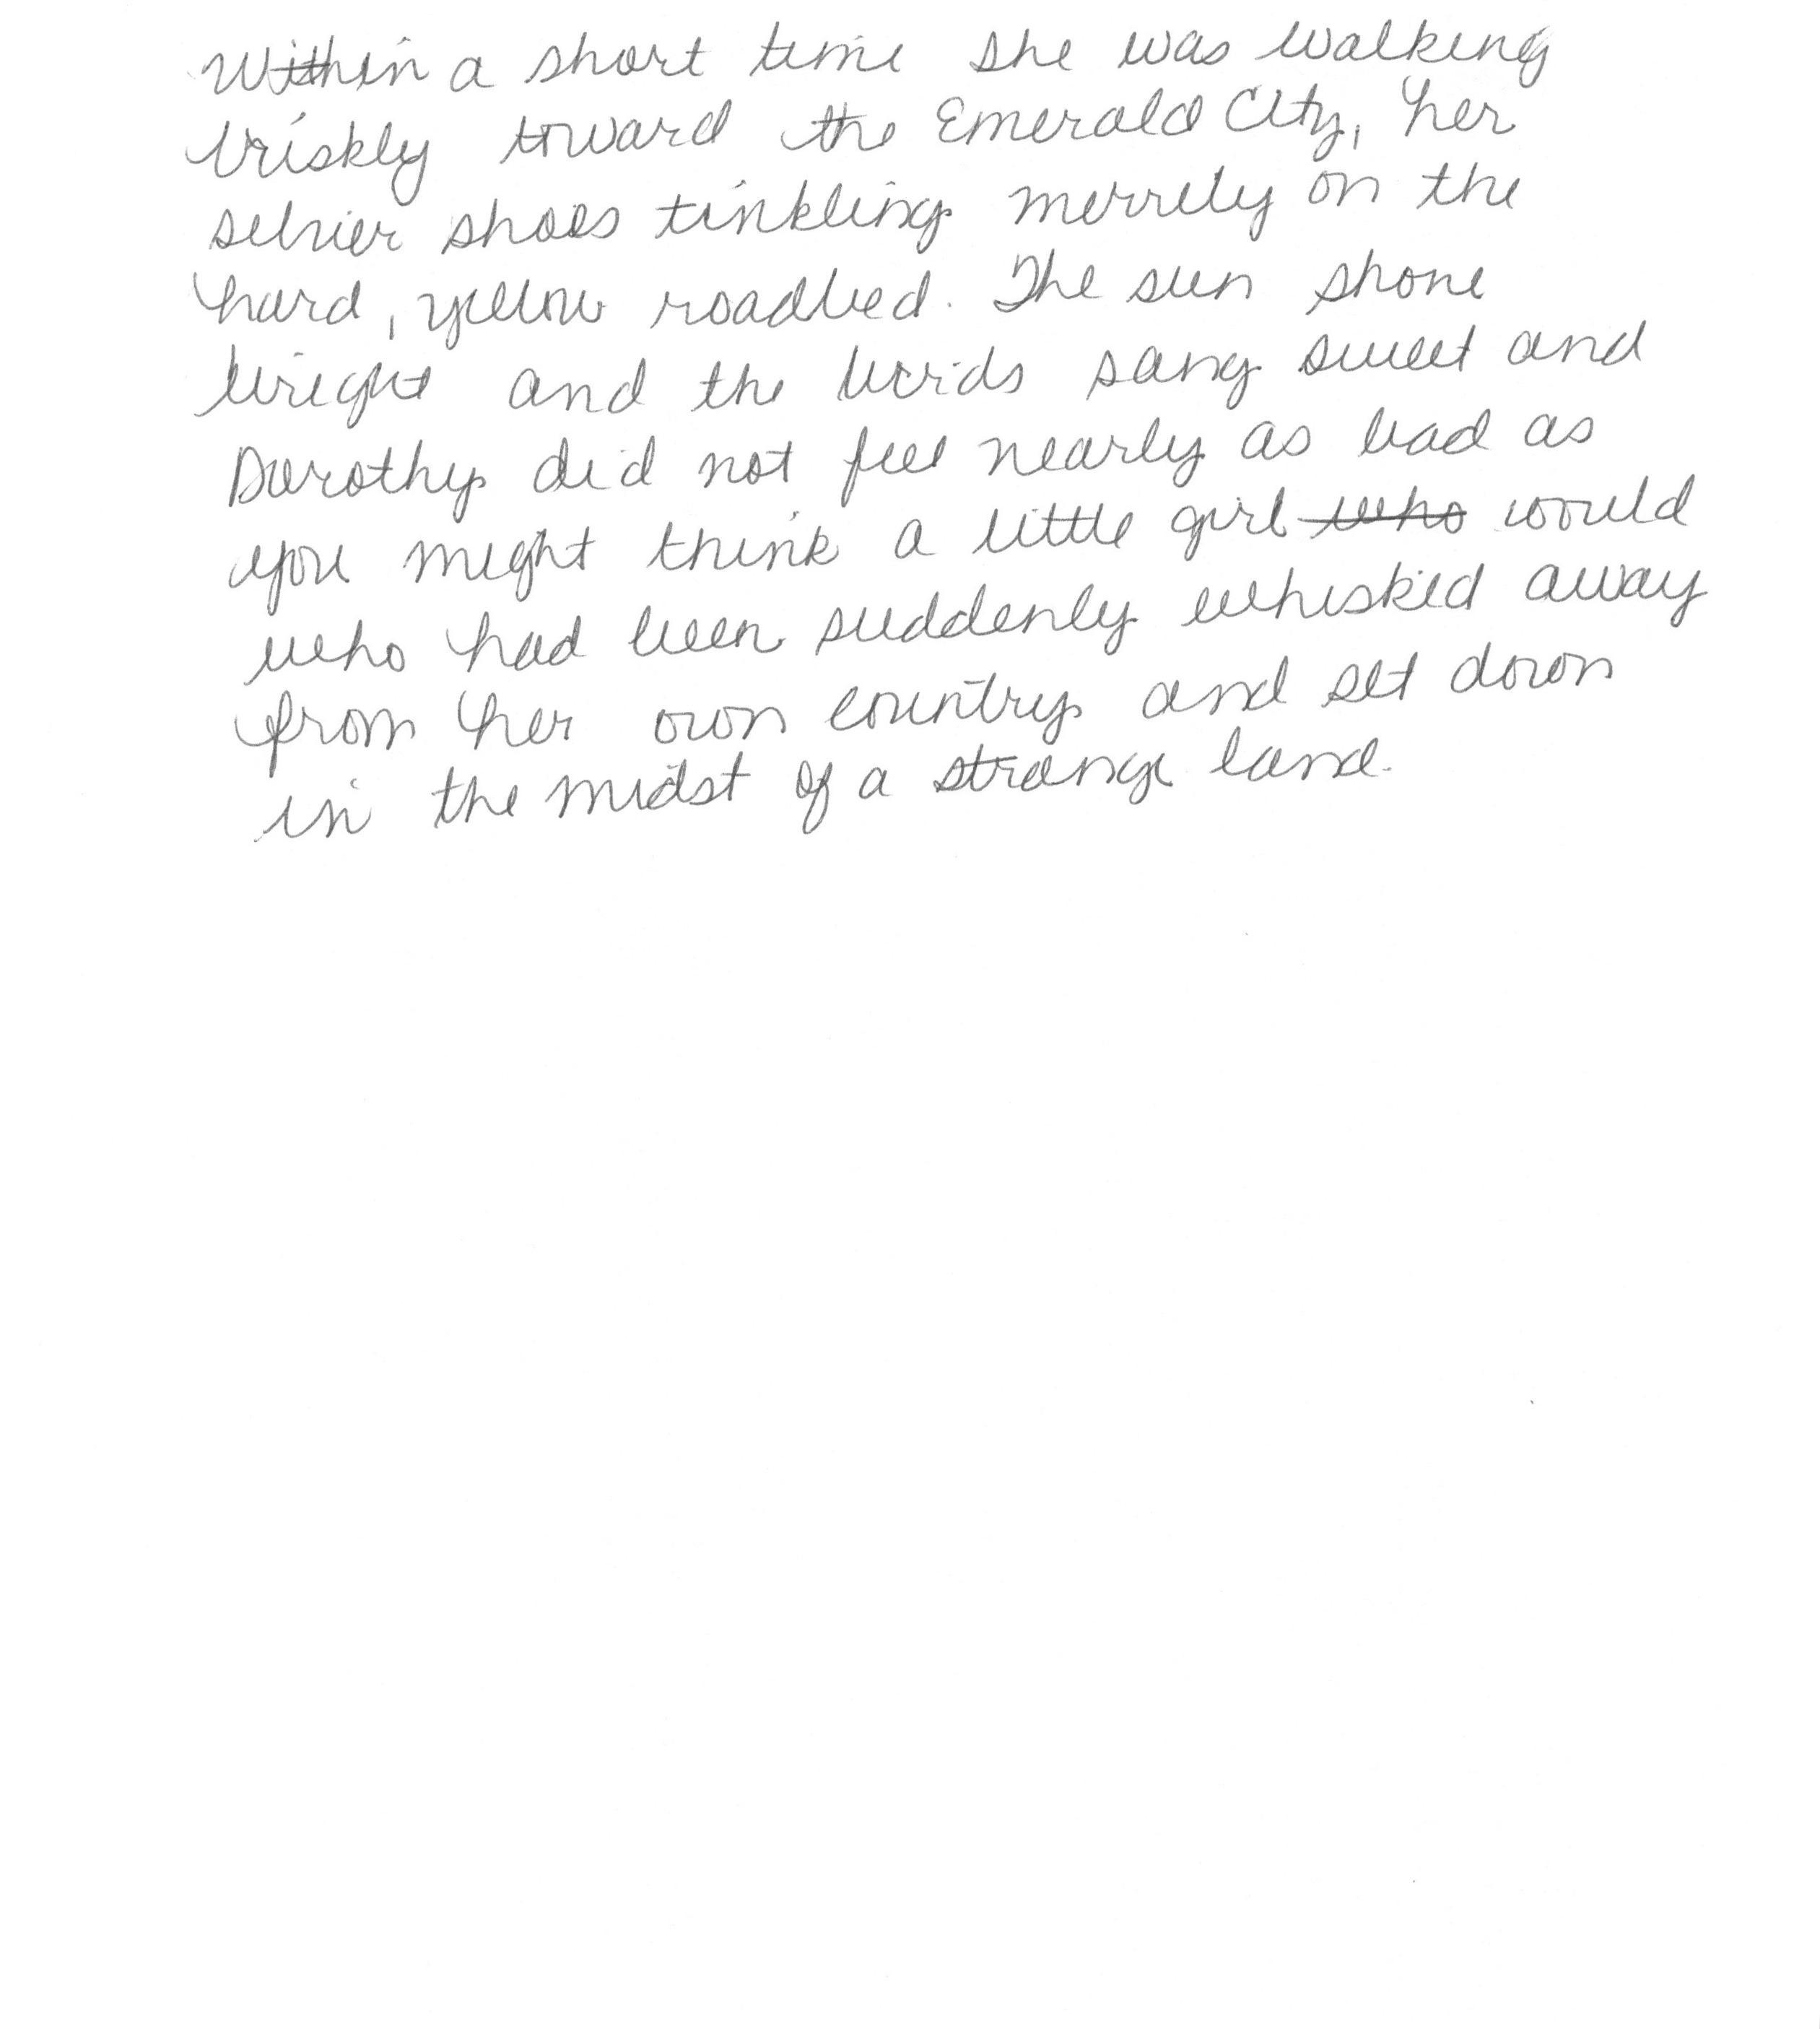 Within a short time she was walking
briskly toward the Emerald City, her
silver shoes tinkling merrily on the
hard, yellow roadbed. The sun shone
bright and the birds sang sweet and
Dorothy did not feel nearly as bad as
you might think a little girl ~~who~~ would
who had been suddenly whisked away
from her own country and set down
in the midst of a strange land.